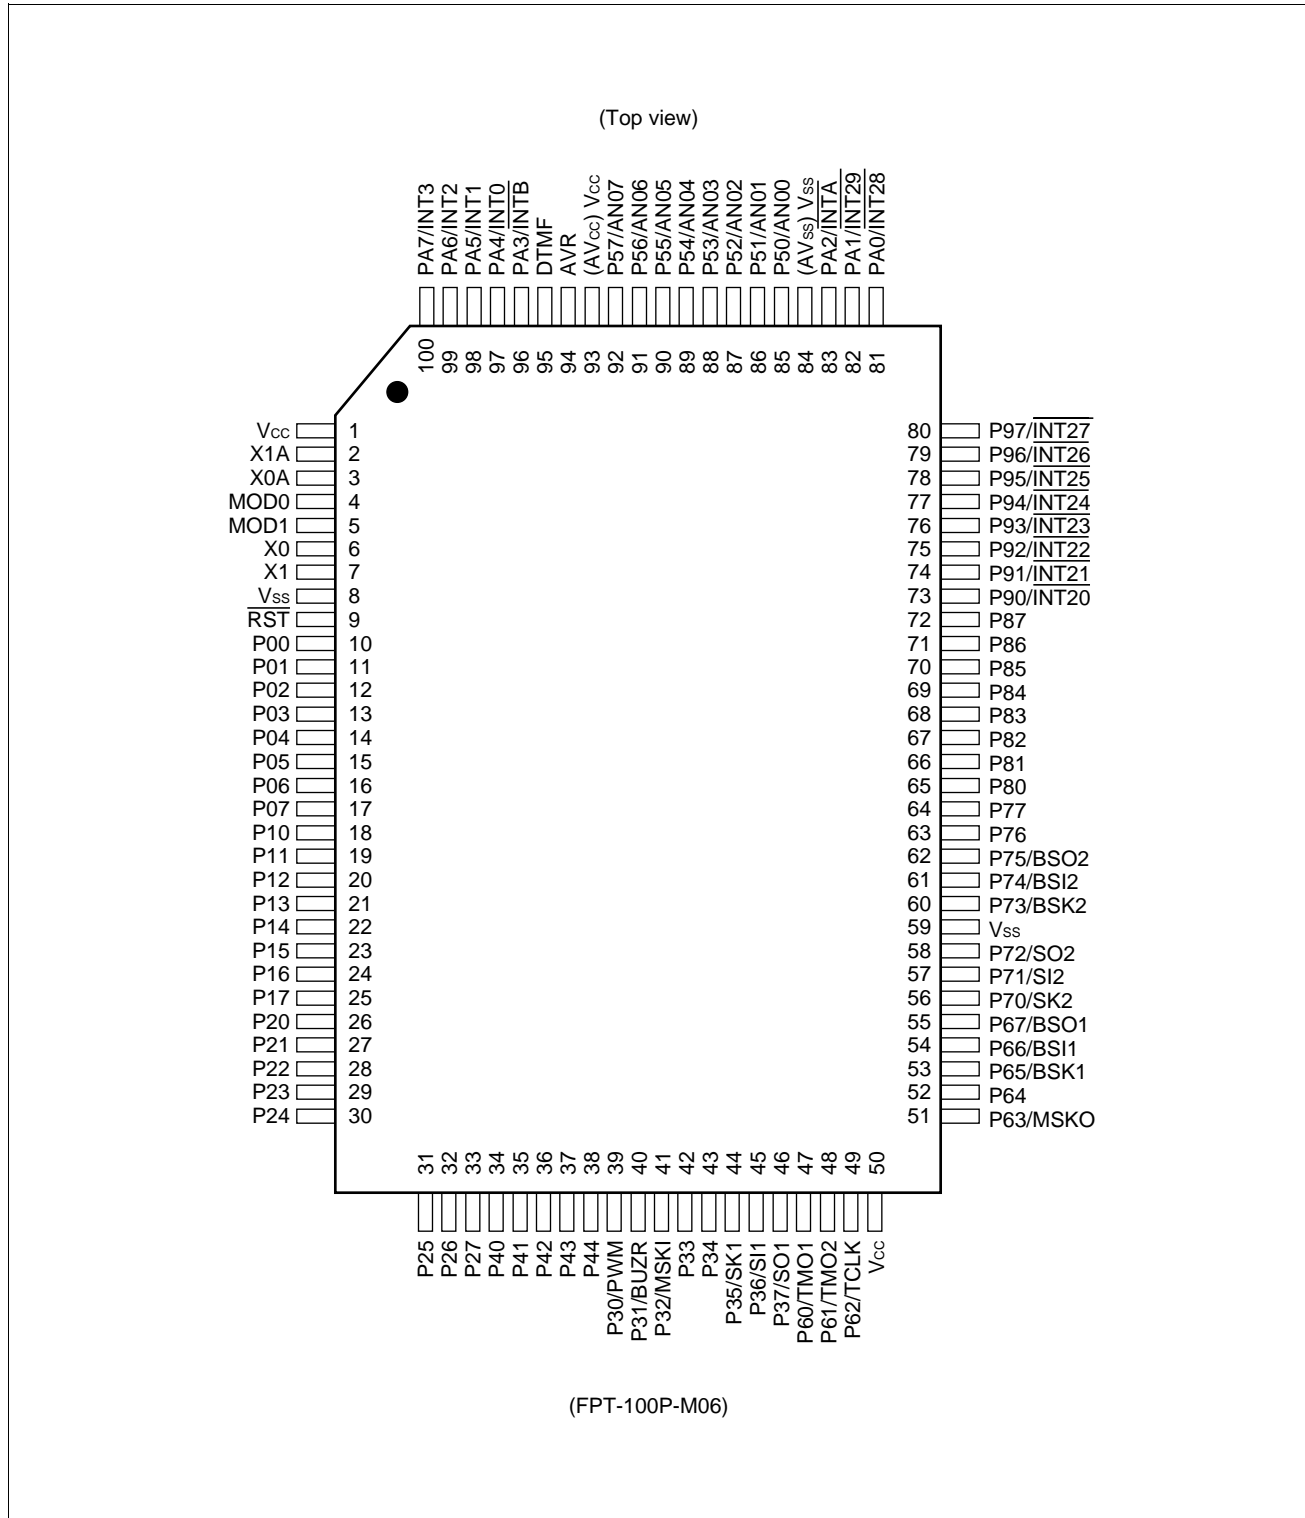 (Top view)
PA7/INT3
PA6/INT2
PA5/INT1
PA4/INT0
PA3/INTB
DTMF
AVR
(AVcc) Vcc
P57/AN07
P56/AN06
P55/AN05
P54/AN04
P53/AN03
P52/AN02
P51/AN01
P50/AN00
(AVss) Vss
PA2/INTA
PA1/INT29
PA0/INT28
100
99
98
97
96
95
94
93
92
91
90
89
88
87
86
85
84
83
82
81
Vcc 1
X1A 2
X0A 3
MOD0 4
MOD1 5
X0 6
X1 7
Vss 8
RST 9
P00 10
P01 11
P02 12
P03 13
P04 14
P05 15
P06 16
P07 17
P10 18
P11 19
P12 20
P13 21
P14 22
P15 23
P16 24
P17 25
P20 26
P21 27
P22 28
P23 29
P24 30
80 P97/INT27
79 P96/INT26
78 P95/INT25
77 P94/INT24
76 P93/INT23
75 P92/INT22
74 P91/INT21
73 P90/INT20
72 P87
71 P86
70 P85
69 P84
68 P83
67 P82
66 P81
65 P80
64 P77
63 P76
62 P75/BSO2
61 P74/BSI2
60 P73/BSK2
59 Vss
58 P72/SO2
57 P71/SI2
56 P70/SK2
55 P67/BSO1
54 P66/BSI1
53 P65/BSK1
52 P64
51 P63/MSKO
31
32
33
34
35
36
37
38
39
40
41
42
43
44
45
46
47
48
49
50
P25
P26
P27
P40
P41
P42
P43
P44
P30/PWM
P31/BUZR
P32/MSKI
P33
P34
P35/SK1
P36/SI1
P37/SO1
P60/TMO1
P61/TMO2
P62/TCLK
Vcc
(FPT-100P-M06)